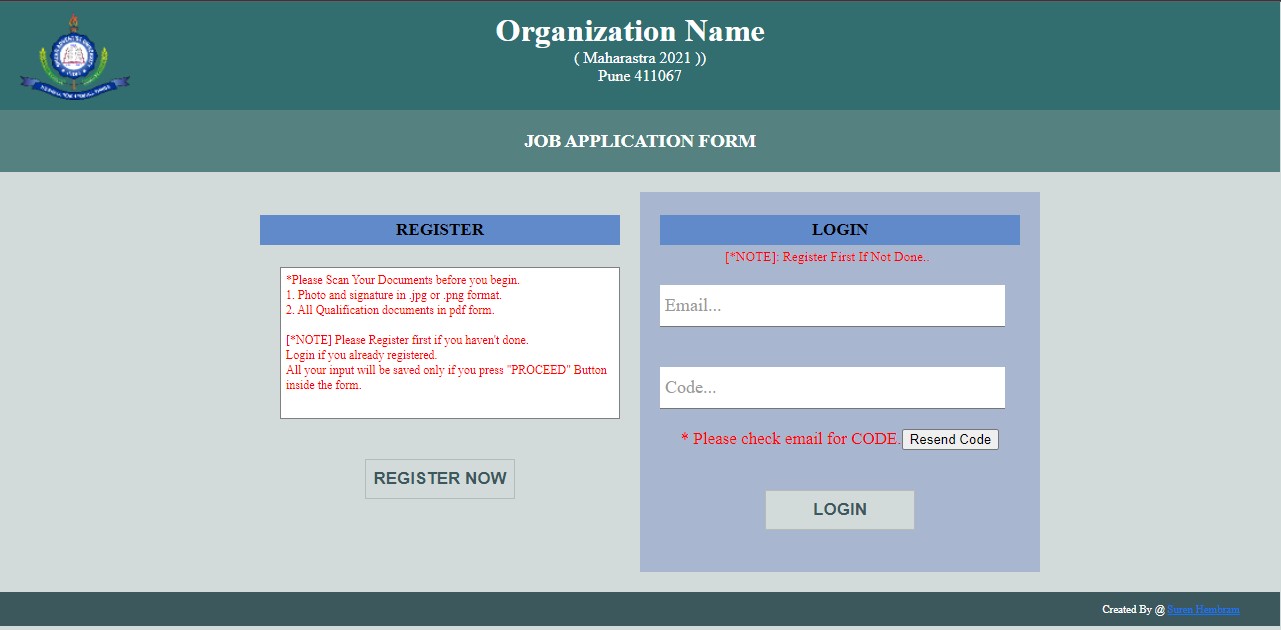 Organization Name
( Maharastra 2021 ))
Pune 411067
JOB APPLICATION FORM
REGISTER
*Please Scan Your Documents before you begin.
1. Photo and signature in .jpg or .png format.
2. All Qualification documents in pdf form.
[*NOTE] Please Register first if you haven't done.
Login if you already registered.
All your input will be saved only if you press "PROCEED" Button
inside the form.
REGISTER NOW
LOGIN
[*NOTE]: Register First If Not Done..
Email...
Code...
* Please check email for CODE. Resend Code
LOGIN
Created By @ Suren Hembram